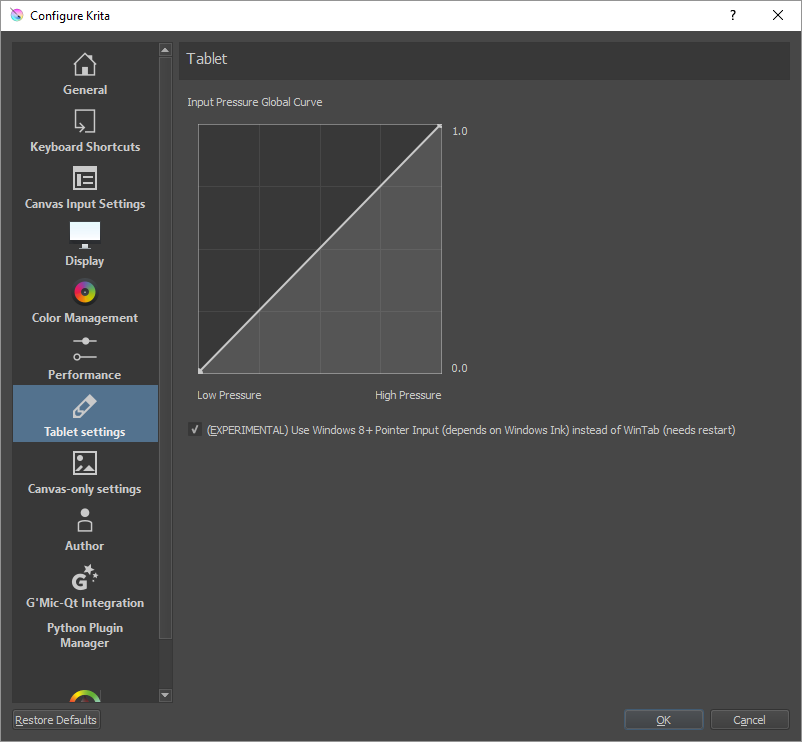 Configure Krita
?
General
Keyboard Shortcuts
Canvas Input Settings
Display
Color Management
Performance
Tablet settings
Canvas-only settings
Author
G'Mic-Qt Integration
Python Plugin
Manager
Tablet
Input Pressure Global Curve
1.0
0.0
Low Pressure High Pressure
(EXPERIMENTAL) Use Windows 8+ Pointer Input (depends on Windows Ink) instead of WinTab (needs restart)
Restore Defaults
OK
Cancel